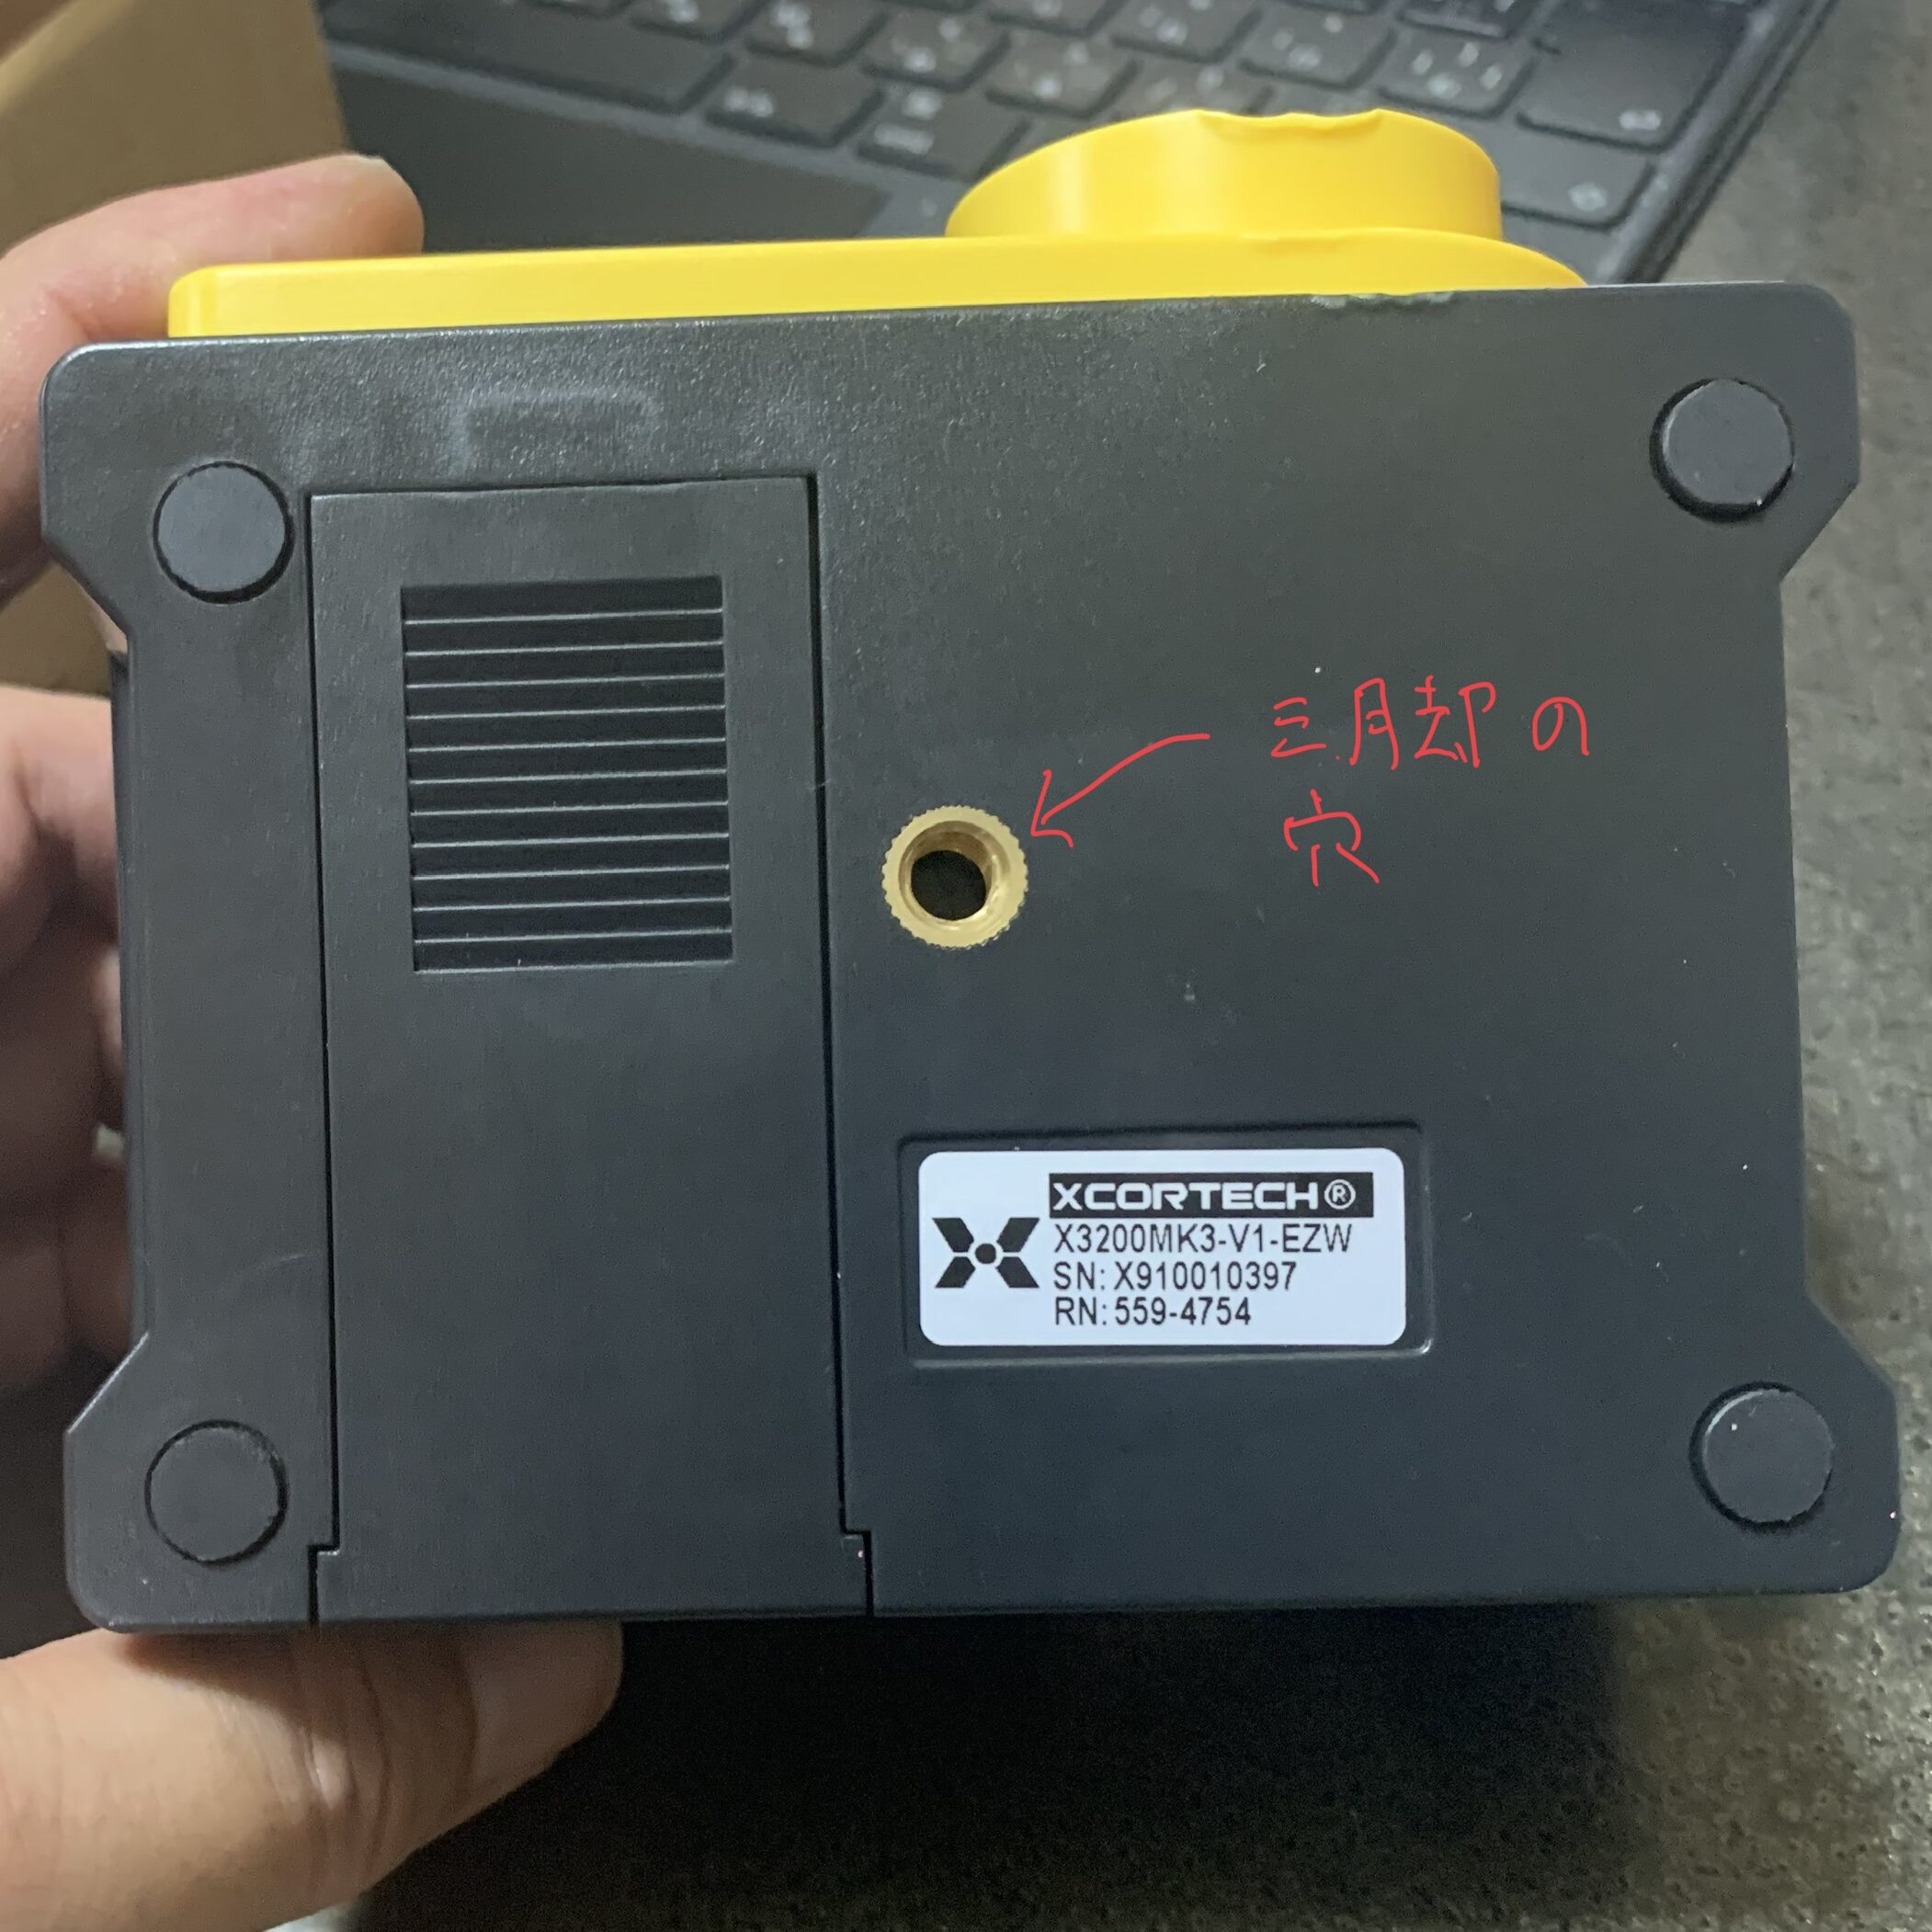 三脚の
穴
XCORTECH®
X3200MK3-V1-EZW
SN: X910010397
RN: 559-4754